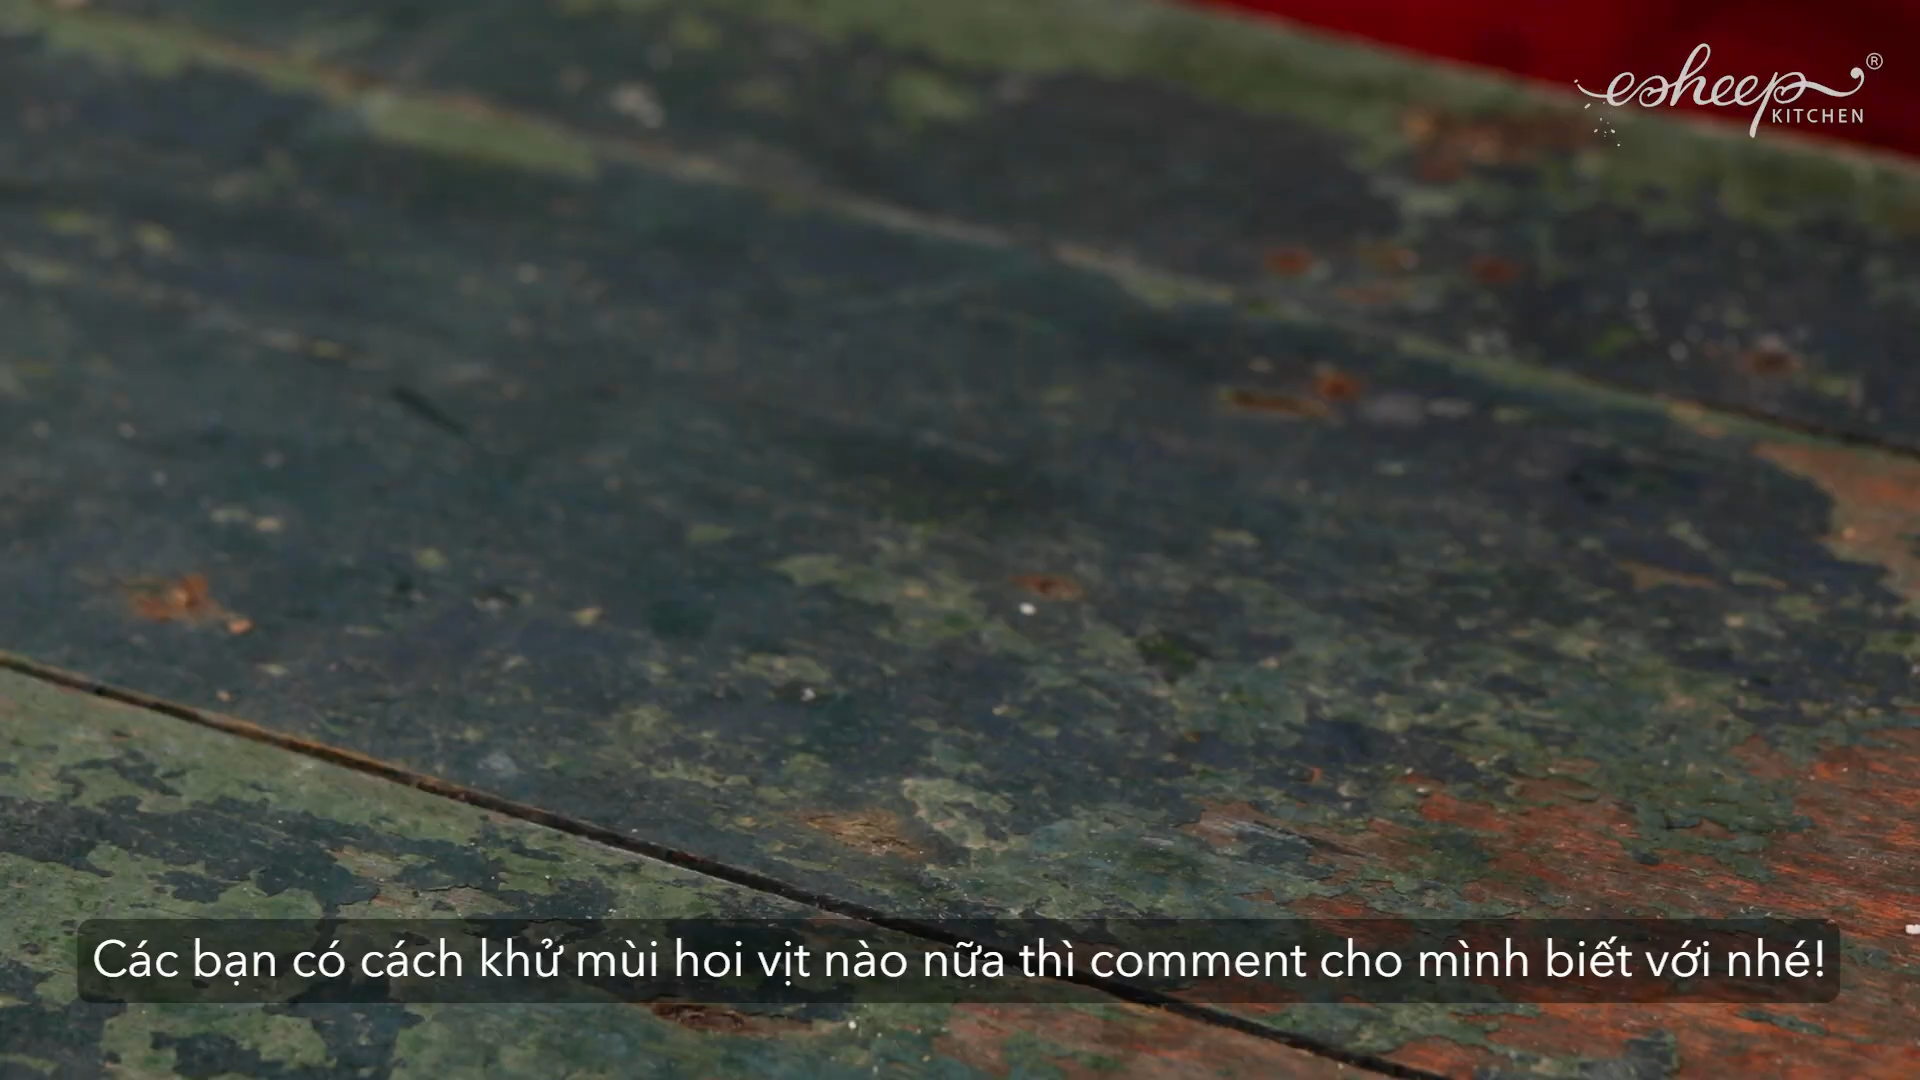 esheep®
KITCHEN
Các bạn có cách khử mùi hoi vịt nào nữa thì comment cho mình biết với nhé!